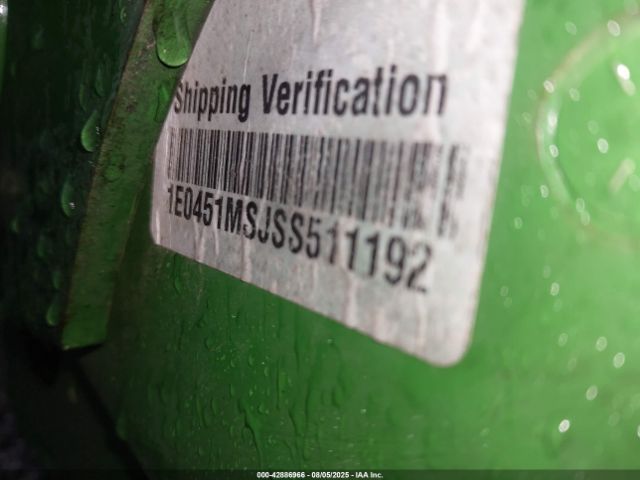 Shipping Verification
1E0451MSJSS511192
000-42886966 - 08/05/2025 - IAA Inc.